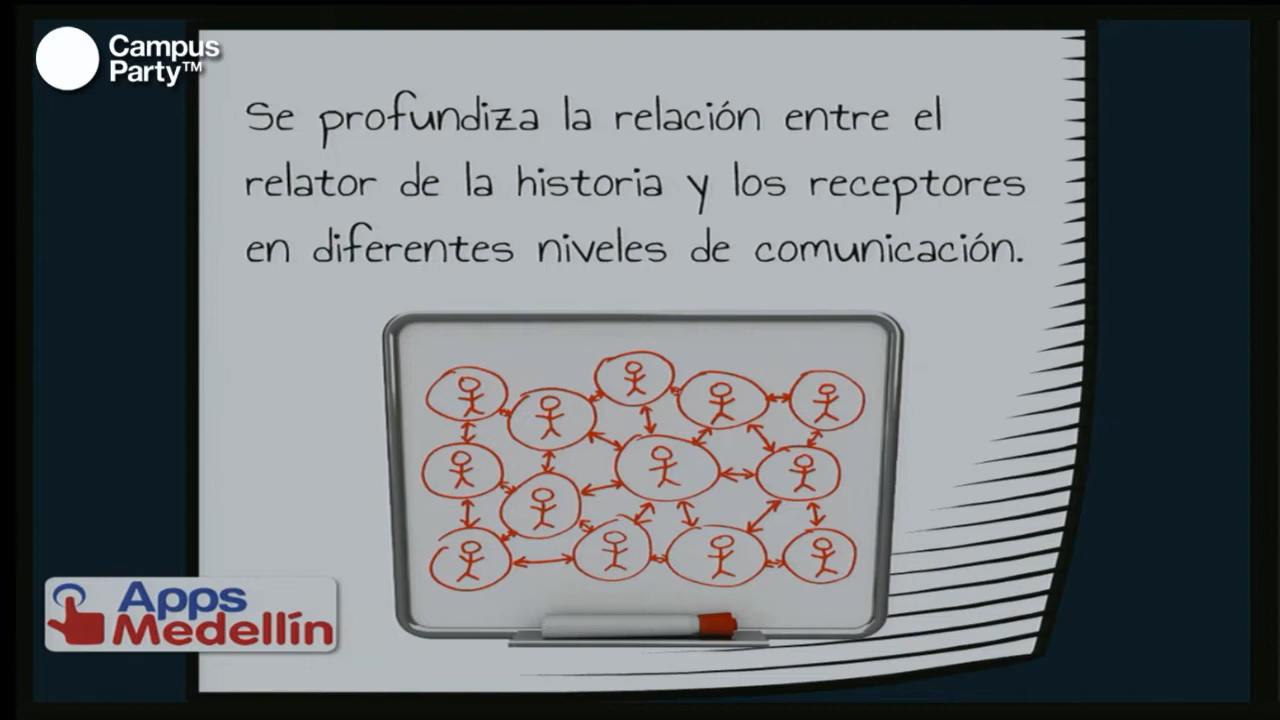 Campus
Party™
Se profundiza la relación entre el
relator de la historia y los receptores
en diferentes niveles de comunicación.
Apps
Medellín